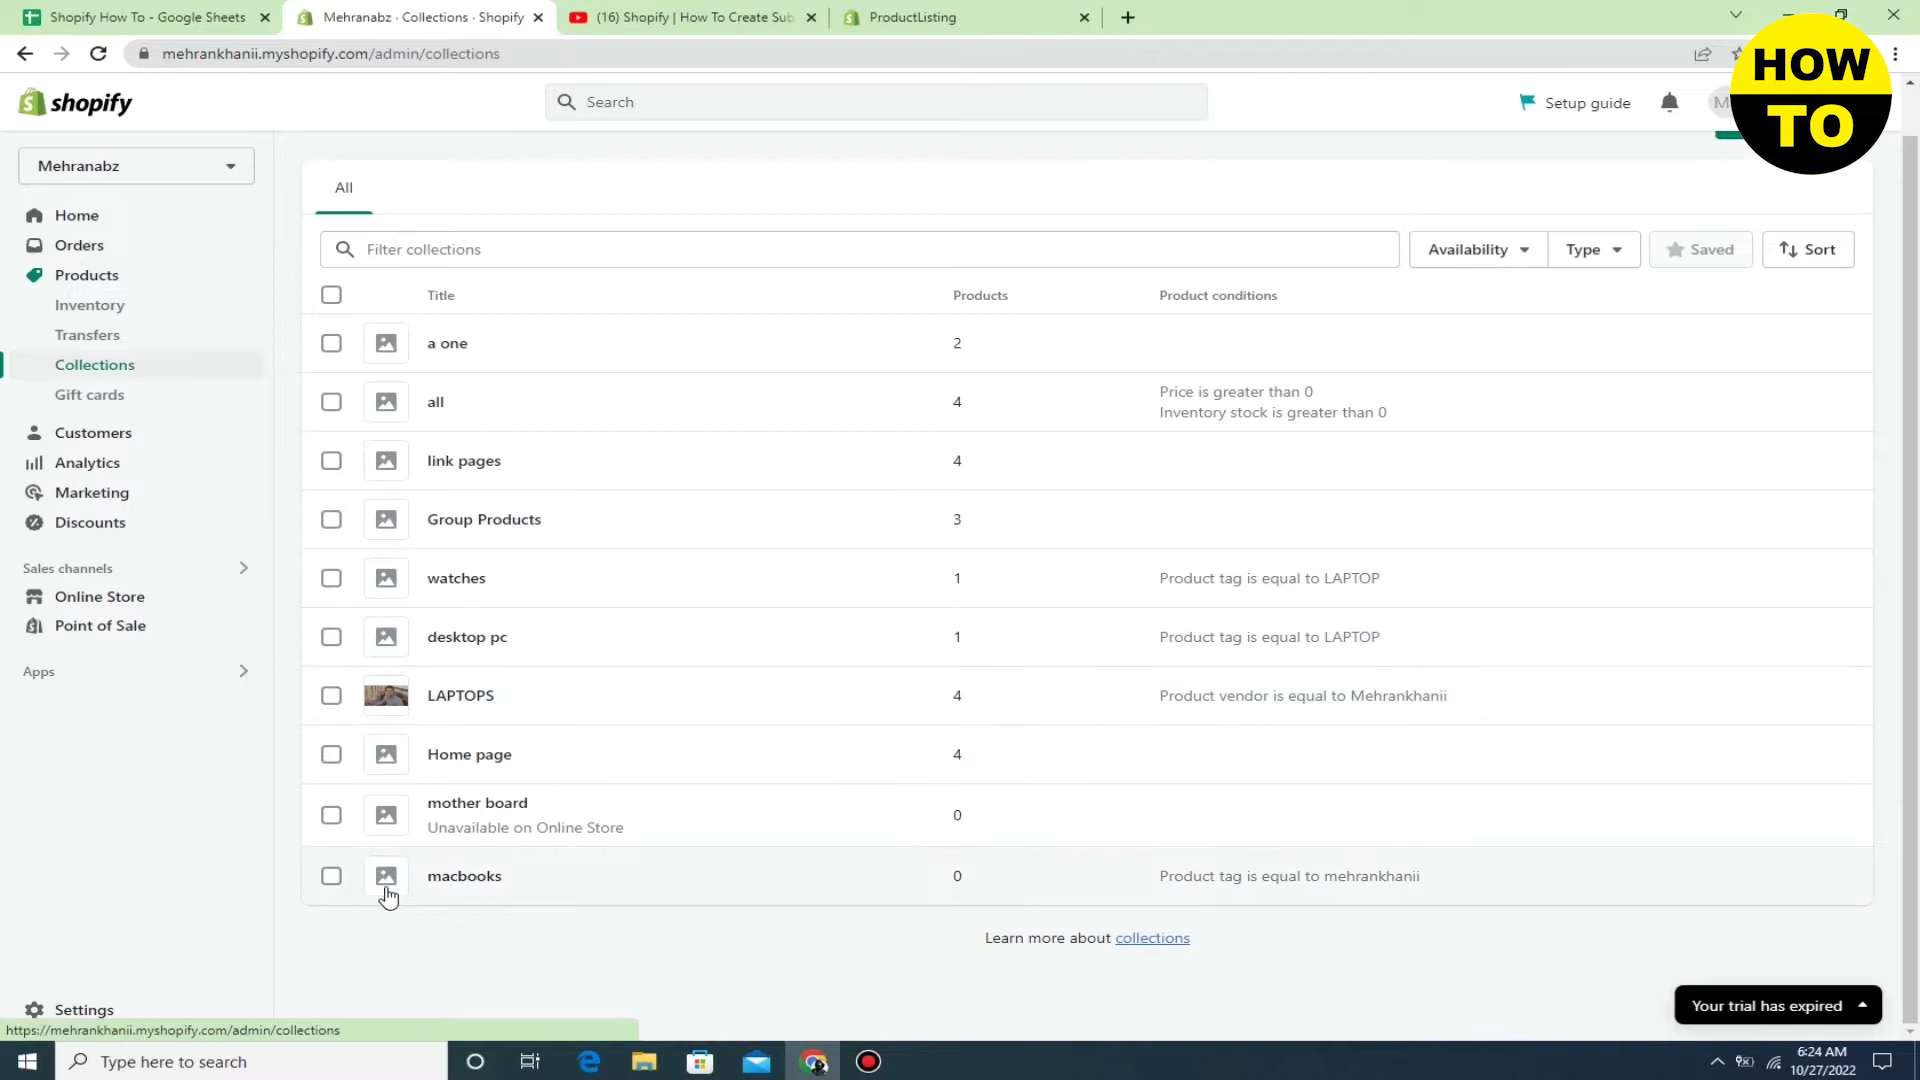 Shopify How To - Google Sheets
Mehranabz · Collections · Shopify
(16) Shopify | How To Create Sub
ProductListing
mehrankhanii.myshopify.com/admin/collections
shopify
Search
Setup guide
HOW
TO
Mehranabz
Home
Orders
Products
Inventory
Transfers
Collections
Gift cards
Customers
Analytics
Marketing
Discounts
Sales channels
Online Store
Point of Sale
Apps
Settings
All
Filter collections
Availability
Type
Saved
Sort
Title Products Product conditions
a one 2
all 4 Price is greater than 0
Inventory stock is greater than 0
link pages 4
Group Products 3
watches 1 Product tag is equal to LAPTOP
desktop pc 1 Product tag is equal to LAPTOP
LAPTOPS 4 Product vendor is equal to Mehrankhanii
Home page 4
mother board 0
Unavailable on Online Store
macbooks 0 Product tag is equal to mehrankhanii
Learn more about collections
Your trial has expired
https://mehrankhanii.myshopify.com/admin/collections
Type here to search
6:24 AM
10/27/2022